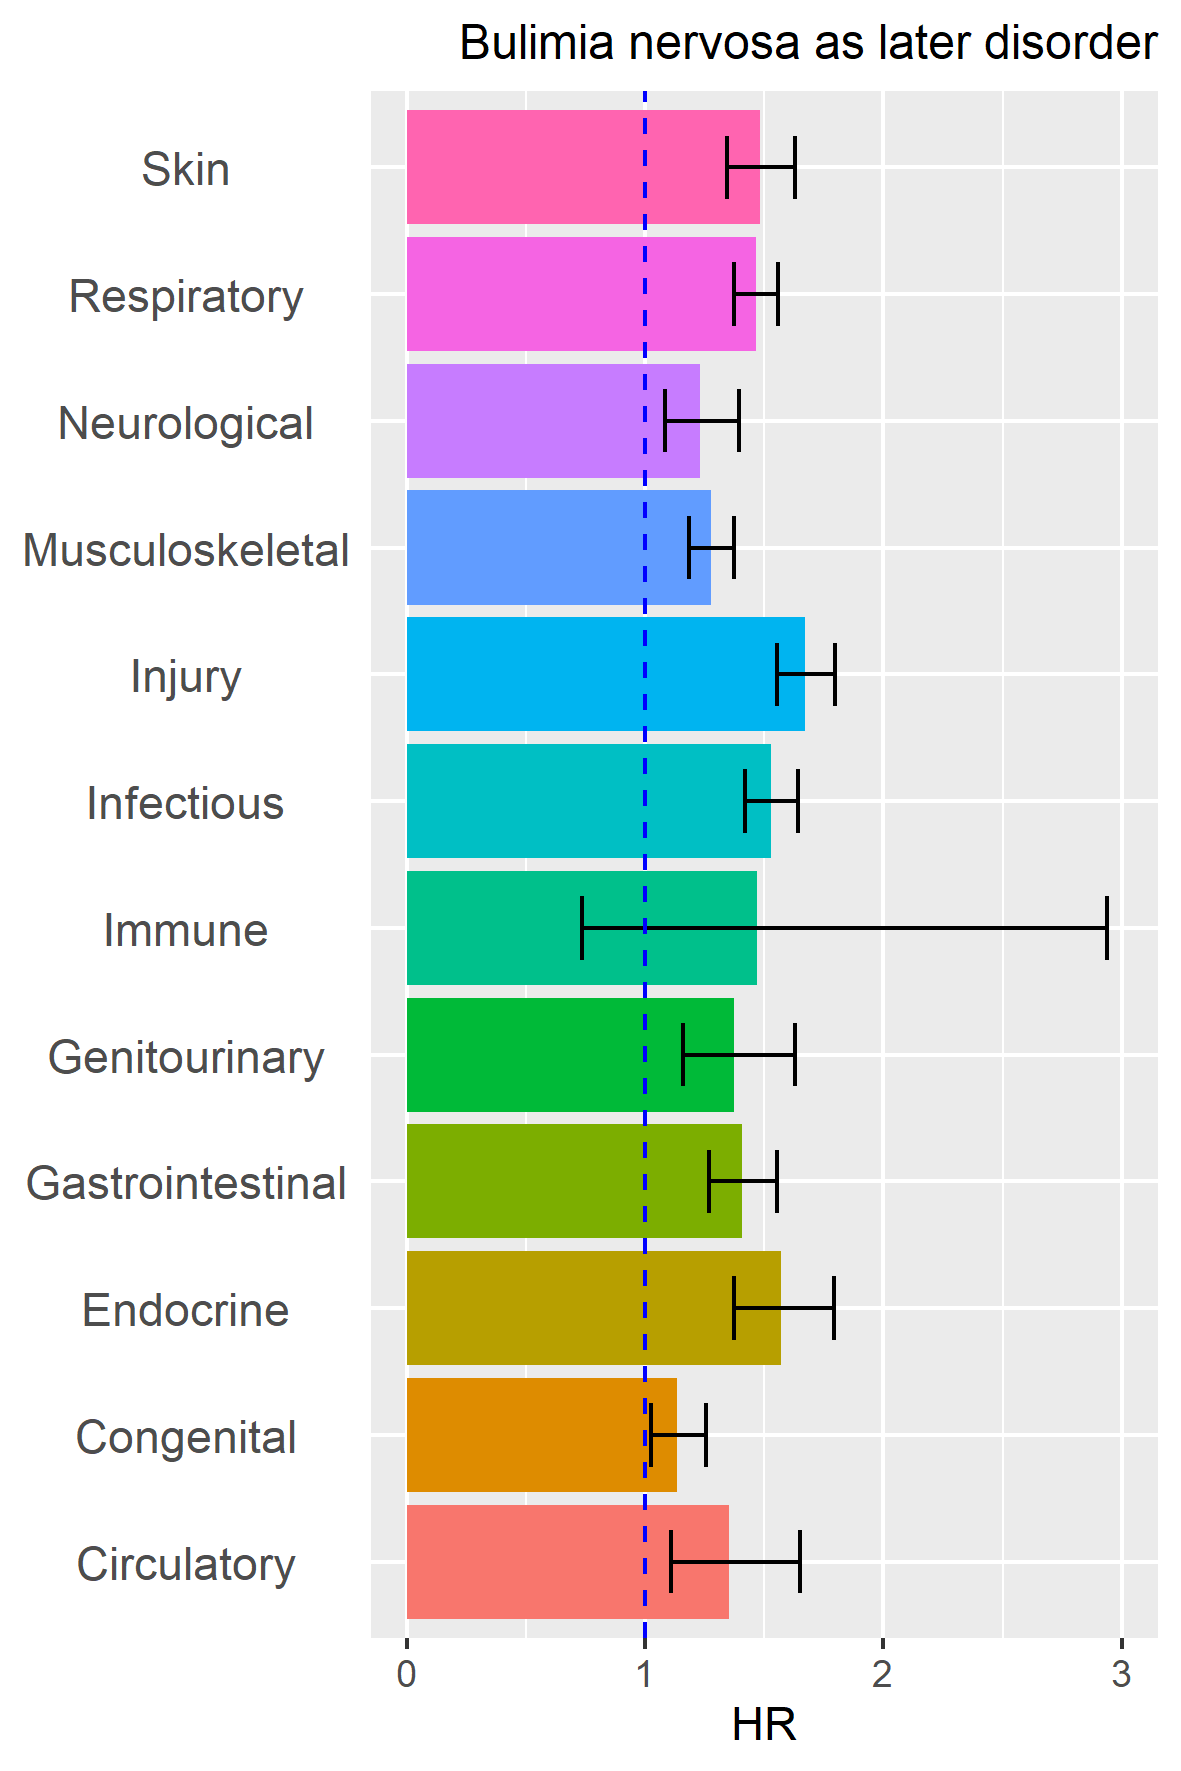 Bulimia nervosa as later disorder
Skin
Respiratory
Neurological
Musculoskeletal
Injury
Infectious
Immune
Genitourinary
Gastrointestinal
Endocrine
Congenital
Circulatory
0 1 2 3
HR